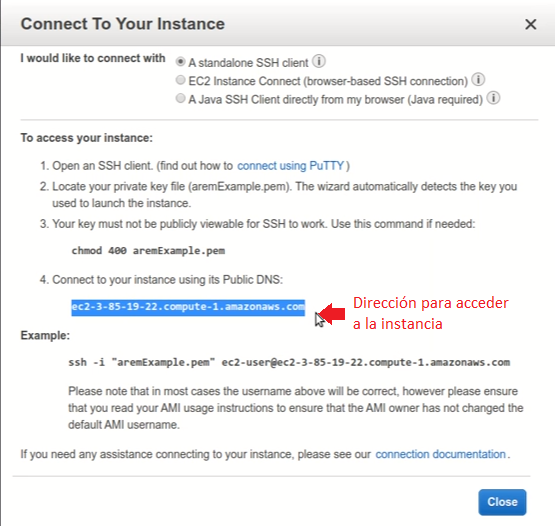 Connect To Your Instance
I would like to connect with A standalone SSH client
EC2 Instance Connect (browser-based SSH connection)
A Java SSH Client directly from my browser (Java required)
To access your instance:
1. Open an SSH client. (find out how to connect using PuTTY)
2. Locate your private key file (aremExample.pem). The wizard automatically detects the key you
used to launch the instance.
3. Your key must not be publicly viewable for SSH to work. Use this command if needed:
chmod 400 aremExample.pem
4. Connect to your instance using its Public DNS:
ec2-3-85-19-22.compute-1.amazonaws.com
Dirección para acceder
a la instancia
Example:
ssh -i "aremExample.pem" ec2-user@ec2-3-85-19-22.compute-1.amazonaws.com
Please note that in most cases the username above will be correct, however please ensure
that you read your AMI usage instructions to ensure that the AMI owner has not changed the
default AMI username.
If you need any assistance connecting to your instance, please see our connection documentation.
Close